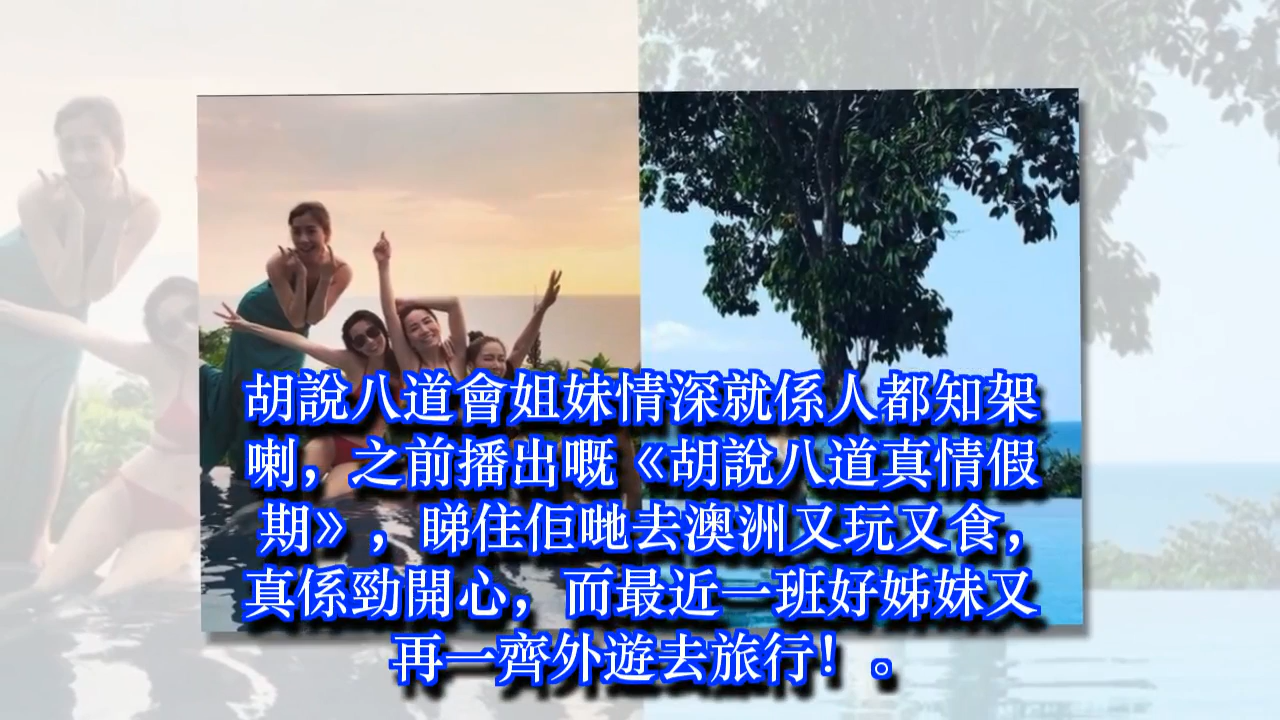 胡說八道會姐妹情深就係人都知架
喇，之前播出嘅《胡說八道真情假
期》，睇住佢哋去澳洲又玩又食，
真係勁開心，而最近一班好姊妹又
再一齊外遊去旅行！。